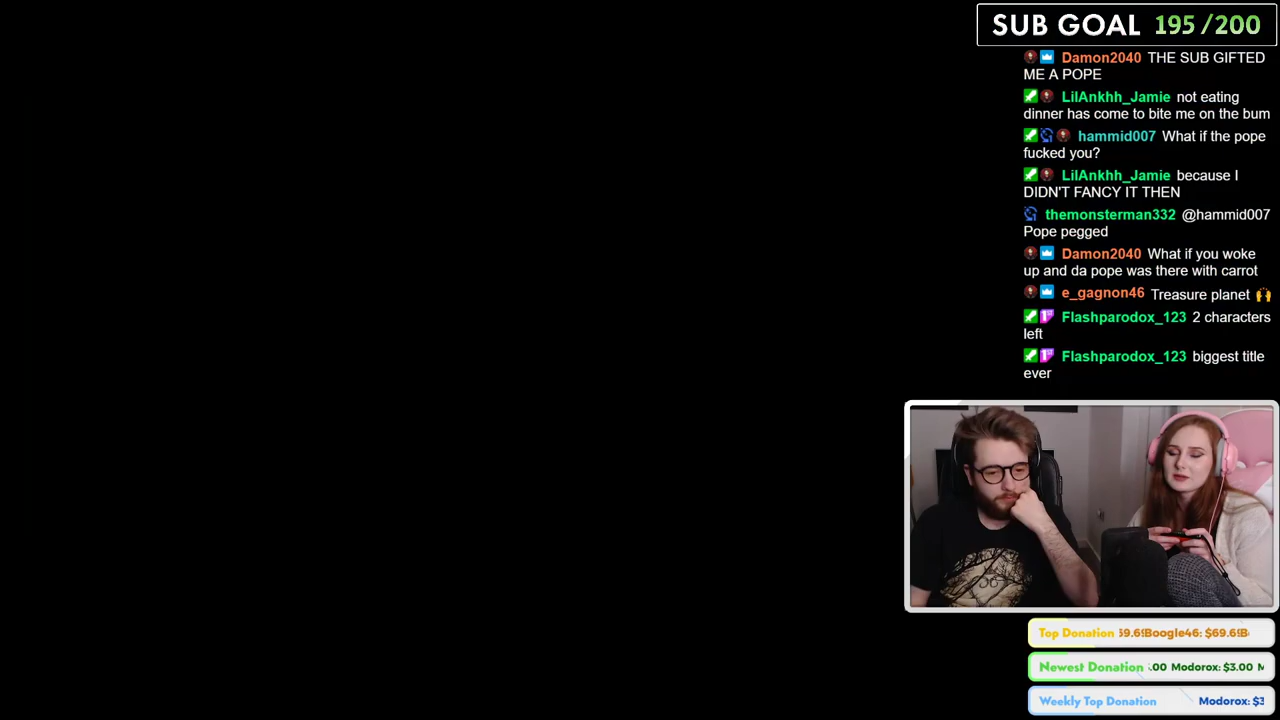 SUB GOAL 195/200
Damon2040 THE SUB GIFTED
ME A POPE
LilAnkhh_Jamie not eating
dinner has come to bite me on the bum
hammid007 What if the pope
fucked you?
LilAnkhh_Jamie because I
DIDN'T FANCY IT THEN
themonsterman332 @hammid007
Pope pegged
Damon2040 What if you woke
up and da pope was there with carrot
e_gagnon46 Treasure planet 🙌
Flashparodox_123 2 characters
left
Flashparodox_123 biggest title
ever
Top Donation Boogle46: $69.69
Newest Donation .00 Modorox: $3.00
Weekly Top Donation Modorox: $3